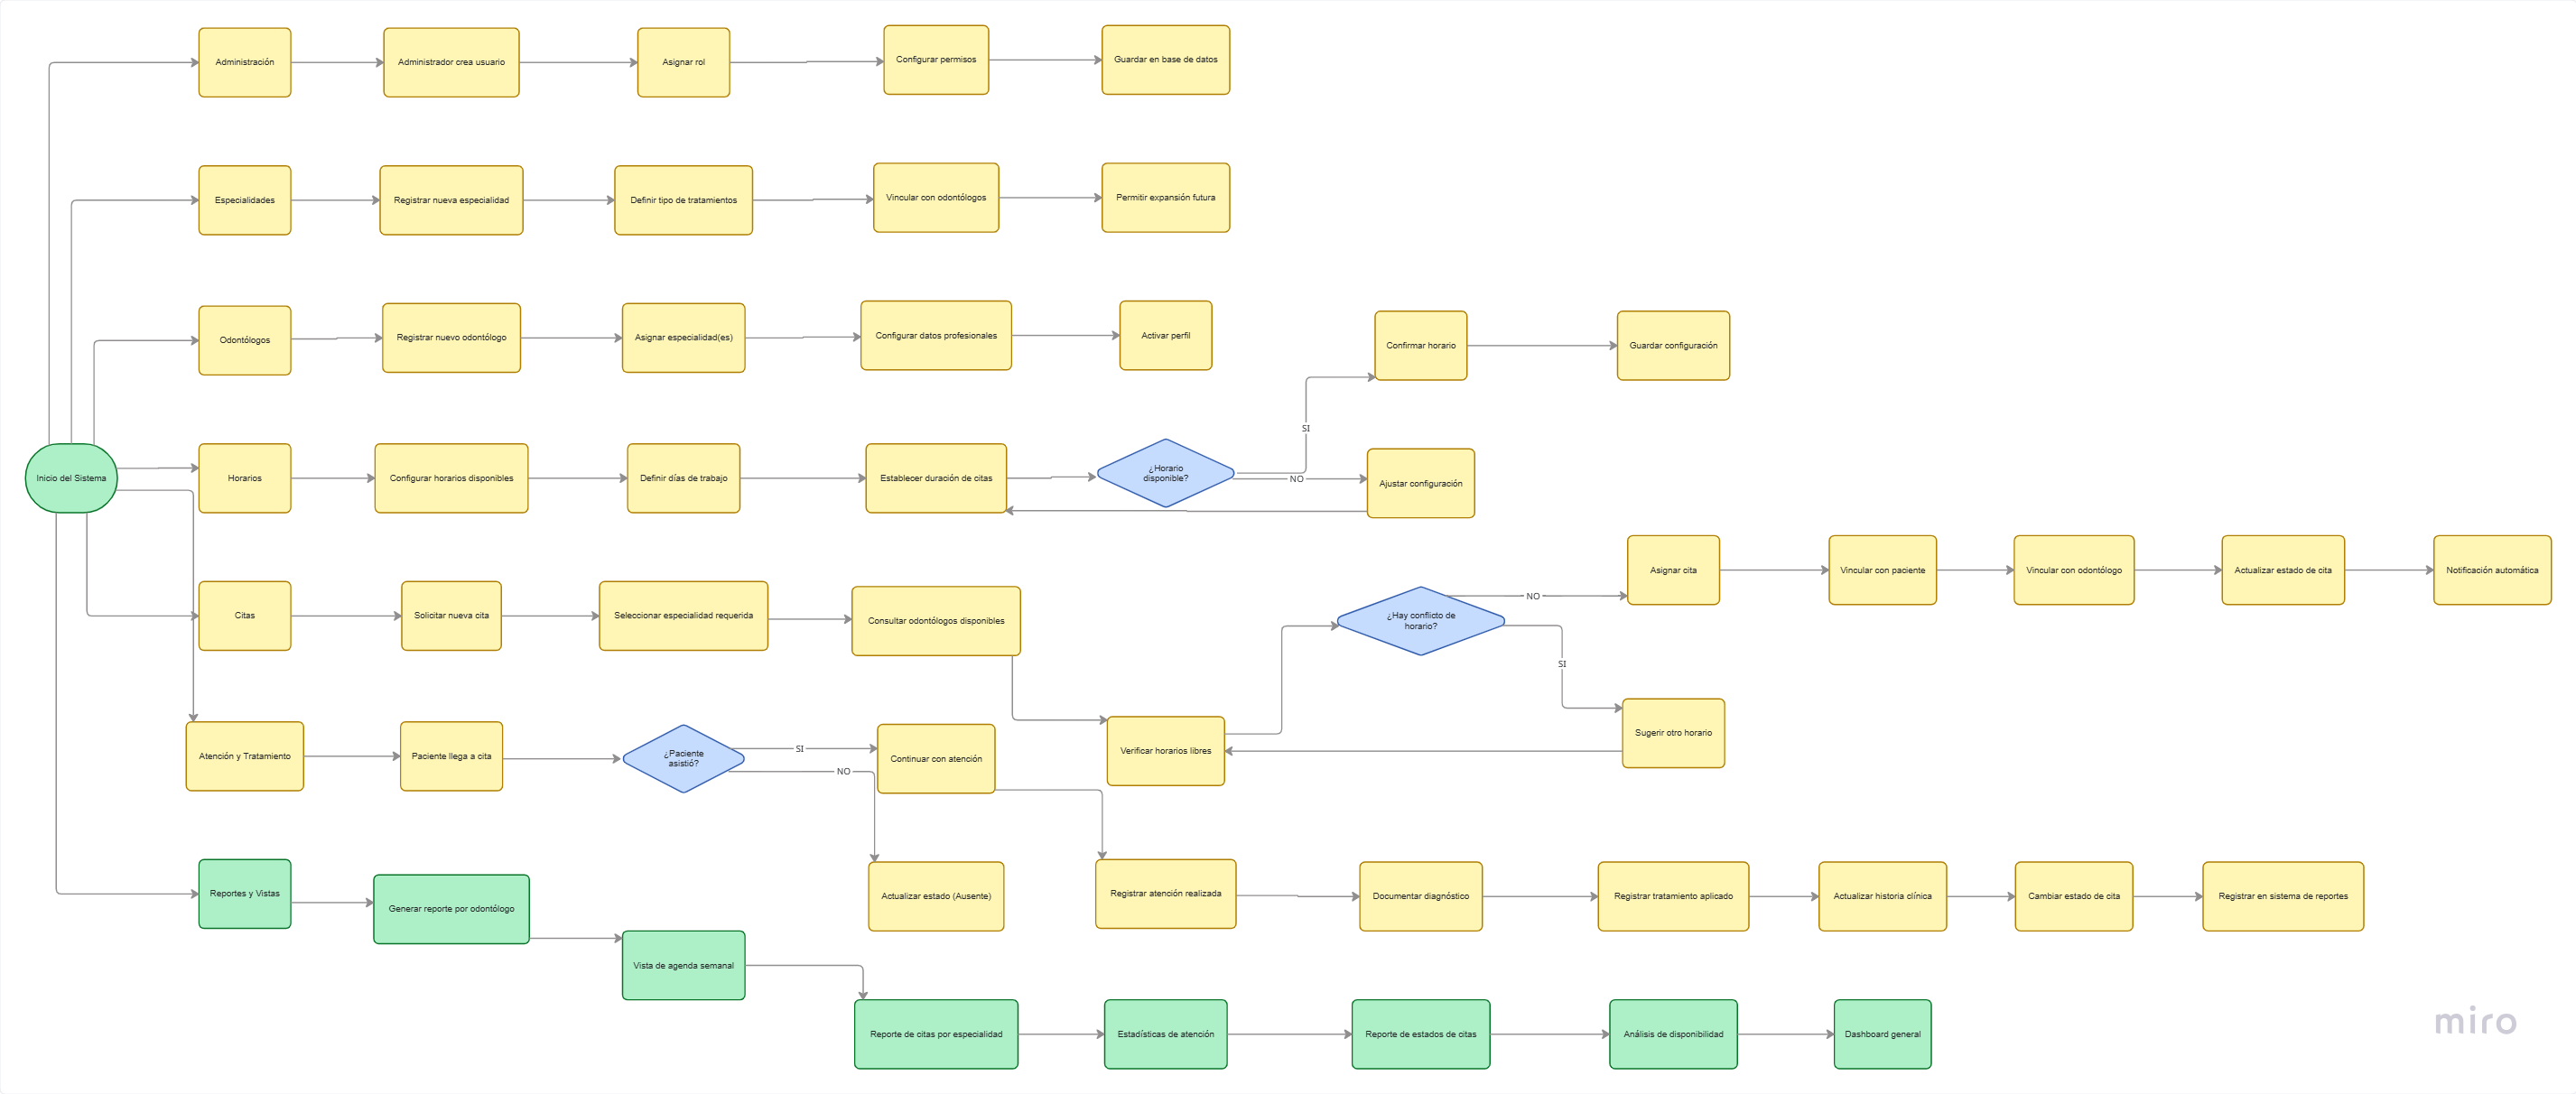 Administración
Administrador crea usuario
Asignar rol
Configurar permisos
Guardar en base de datos
Especialidades
Registrar nueva especialidad
Definir tipo de tratamientos
Vincular con odontólogos
Permitir expansión futura
Odontólogos
Registrar nuevo odontólogo
Asignar especialidad(es)
Configurar datos profesionales
Activar perfil
Confirmar horario
Guardar configuración
SI
Inicio del Sistema
Horarios
Configurar horarios disponibles
Definir días de trabajo
Establecer duración de citas
¿Horario
disponible?
NO
Ajustar configuración
Citas
Solicitar nueva cita
Seleccionar especialidad requerida
Consultar odontólogos disponibles
¿Hay conflicto de
horario?
NO
Asignar cita
Vincular con paciente
Vincular con odontólogo
Actualizar estado de cita
Notificación automática
SI
Sugerir otro horario
Verificar horarios libres
Atención y Tratamiento
Paciente llega a cita
¿Paciente
asistió?
SI
NO
Continuar con atención
Actualizar estado (Ausente)
Registrar atención realizada
Documentar diagnóstico
Registrar tratamiento aplicado
Actualizar historia clínica
Cambiar estado de cita
Registrar en sistema de reportes
Reportes y Vistas
Generar reporte por odontólogo
Vista de agenda semanal
Reporte de citas por especialidad
Estadísticas de atención
Reporte de estados de citas
Análisis de disponibilidad
Dashboard general
miro